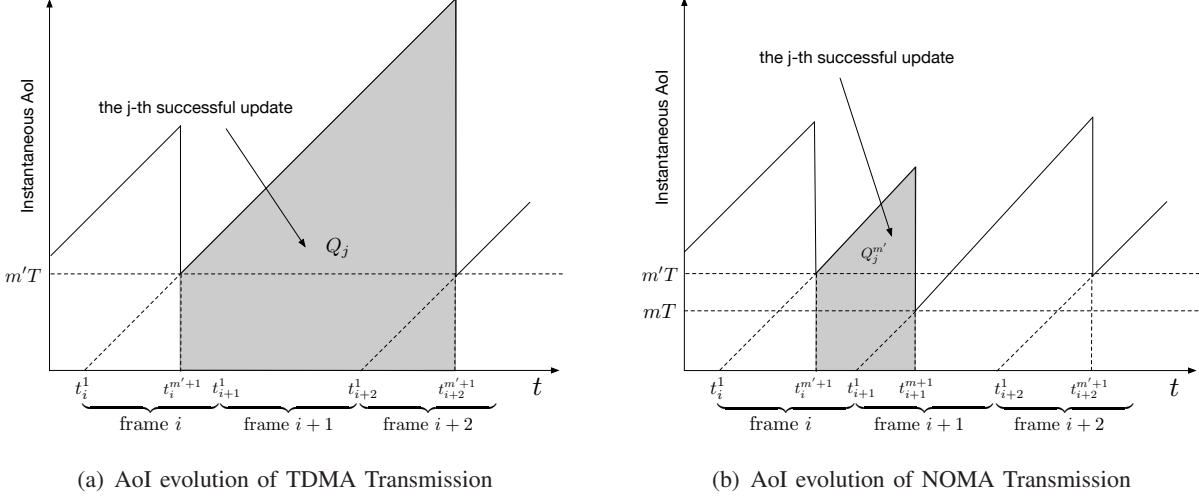 Instantaneous AoI
the j-th successful update
$Q_j$
$m'T$
$t_i^1$ $t_i^{m'+1}$ $t_{i+1}^1$ $t_{i+2}^1$ $t_{i+2}^{m'+1}$ $t$
frame $i$ frame $i+1$ frame $i+2$
(a) AoI evolution of TDMA Transmission
Instantaneous AoI
the j-th successful update
$Q_j^{m'}$
$m'T$
$mT$
$t_i^1$ $t_i^{m'+1}$ $t_{i+1}^1$ $t_{i+1}^{m+1}$ $t_{i+2}^1$ $t_{i+2}^{m'+1}$ $t$
frame $i$ frame $i+1$ frame $i+2$
(b) AoI evolution of NOMA Transmission